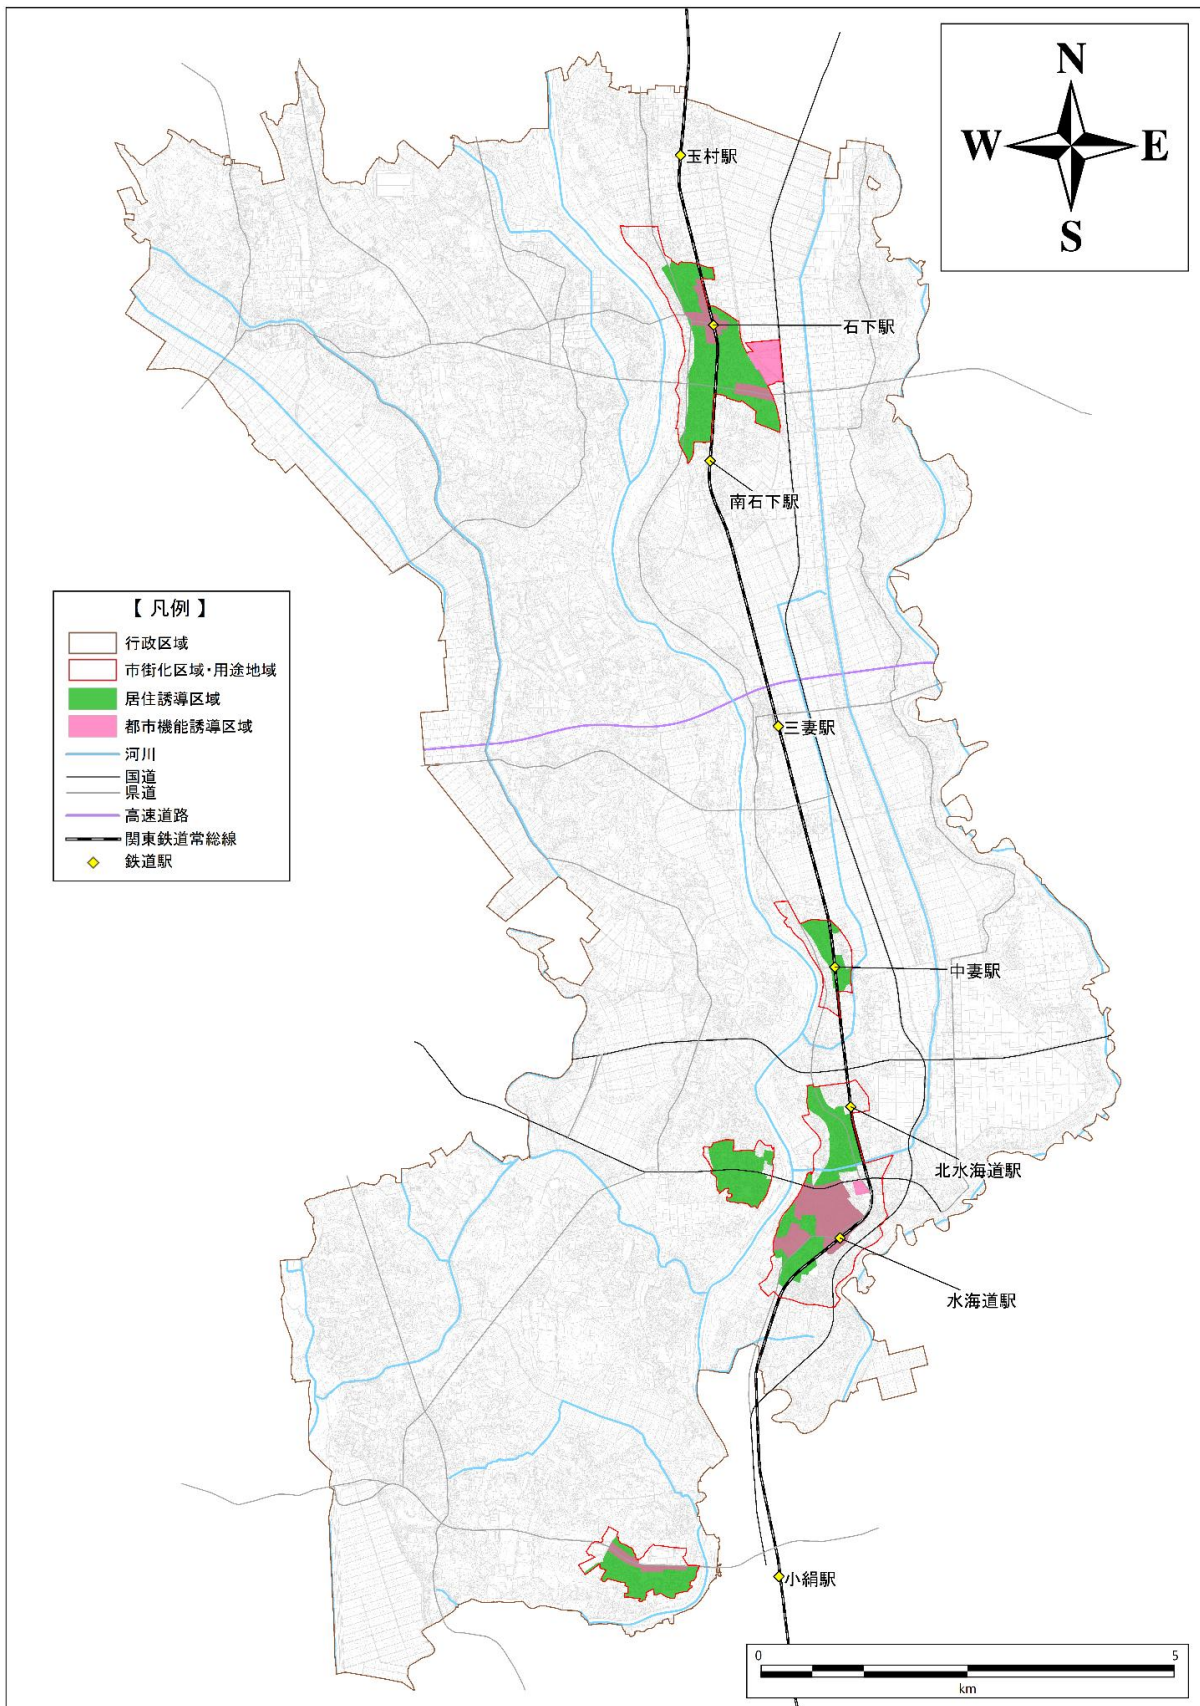 N
W
E
S
玉村駅
石下駅
南石下駅
【 凡例 】
行政区域
市街化区域・用途地域
居住誘導区域
都市機能誘導区域
河川
国道
県道
高速道路
関東鉄道常総線
鉄道駅
三妻駅
中妻駅
北水海道駅
水海道駅
小絹駅
0
5
km